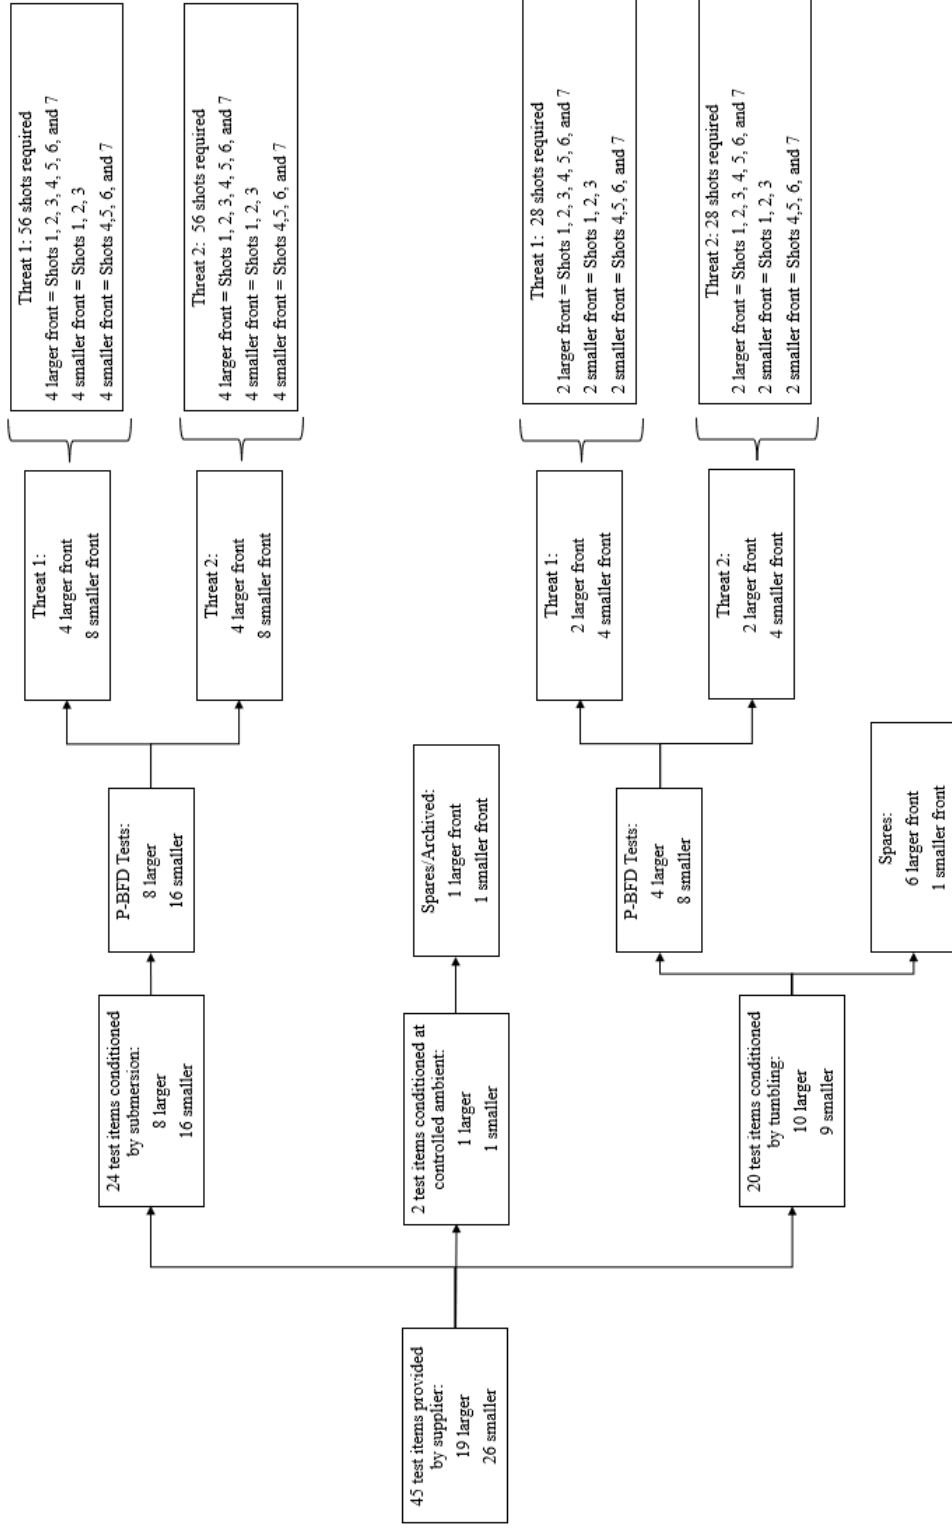 45 test items provided
by supplier:
19 larger
26 smaller
24 test items conditioned
by submersion:
8 larger
16 smaller
2 test items conditioned at
controlled ambient:
1 larger
1 smaller
20 test items conditioned
by tumbling:
10 larger
9 smaller
P-BFD Tests:
8 larger
16 smaller
Spares/Archived:
1 larger front
1 smaller front
P-BFD Tests:
4 larger
8 smaller
Spares:
6 larger front
1 smaller front
Threat 1:
4 larger front
8 smaller front
Threat 2:
4 larger front
8 smaller front
Threat 1:
2 larger front
4 smaller front
Threat 2:
2 larger front
4 smaller front
Threat 1: 56 shots required
4 larger front = Shots 1, 2, 3, 4, 5, 6, and 7
4 smaller front = Shots 1, 2, 3
4 smaller front = Shots 4, 5, 6, and 7
Threat 2: 56 shots required
4 larger front = Shots 1, 2, 3, 4, 5, 6, and 7
4 smaller front = Shots 1, 2, 3
4 smaller front = Shots 4,5, 6, and 7
Threat 1: 28 shots required
2 larger front = Shots 1, 2, 3, 4, 5, 6, and 7
2 smaller front = Shots 1, 2, 3
2 smaller front = Shots 4,5, 6, and 7
Threat 2: 28 shots required
2 larger front = Shots 1, 2, 3, 4, 5, 6, and 7
2 smaller front = Shots 1, 2, 3
2 smaller front = Shots 4,5, 6, and 7